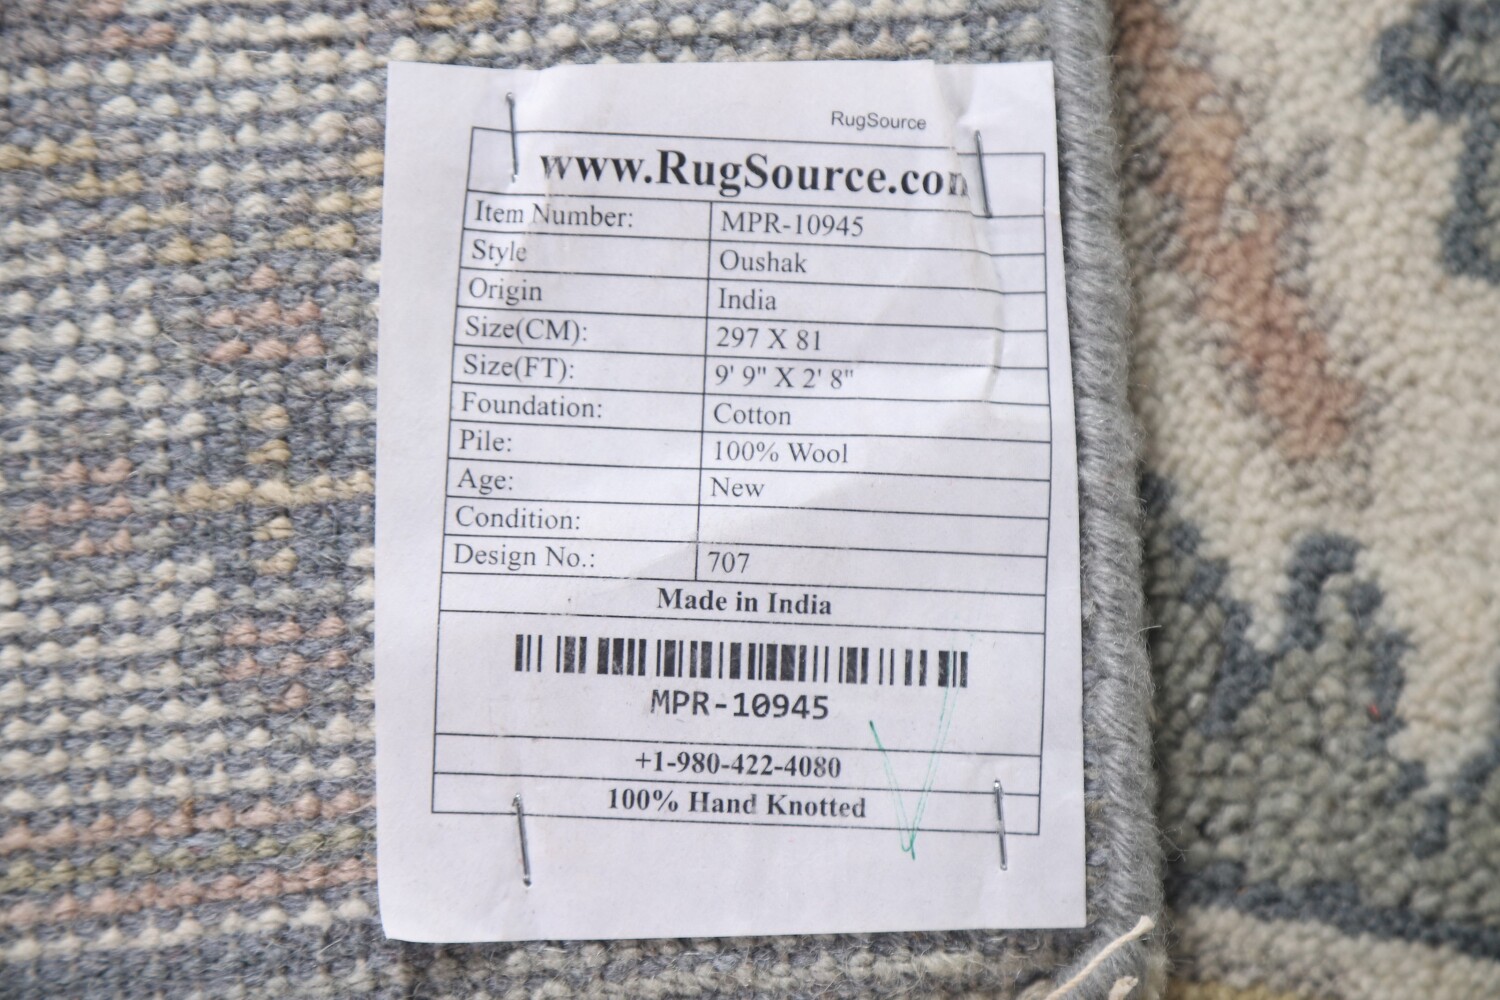 RugSource
www.RugSource.com
Item Number: MPR-10945
Style Oushak
Origin India
Size(CM): 297 X 81
Size(FT): 9' 9" X 2' 8"
Foundation: Cotton
Pile: 100% Wool
Age: New
Condition:
Design No.: 707
Made in India
MPR-10945
+1-980-422-4080
100% Hand Knotted